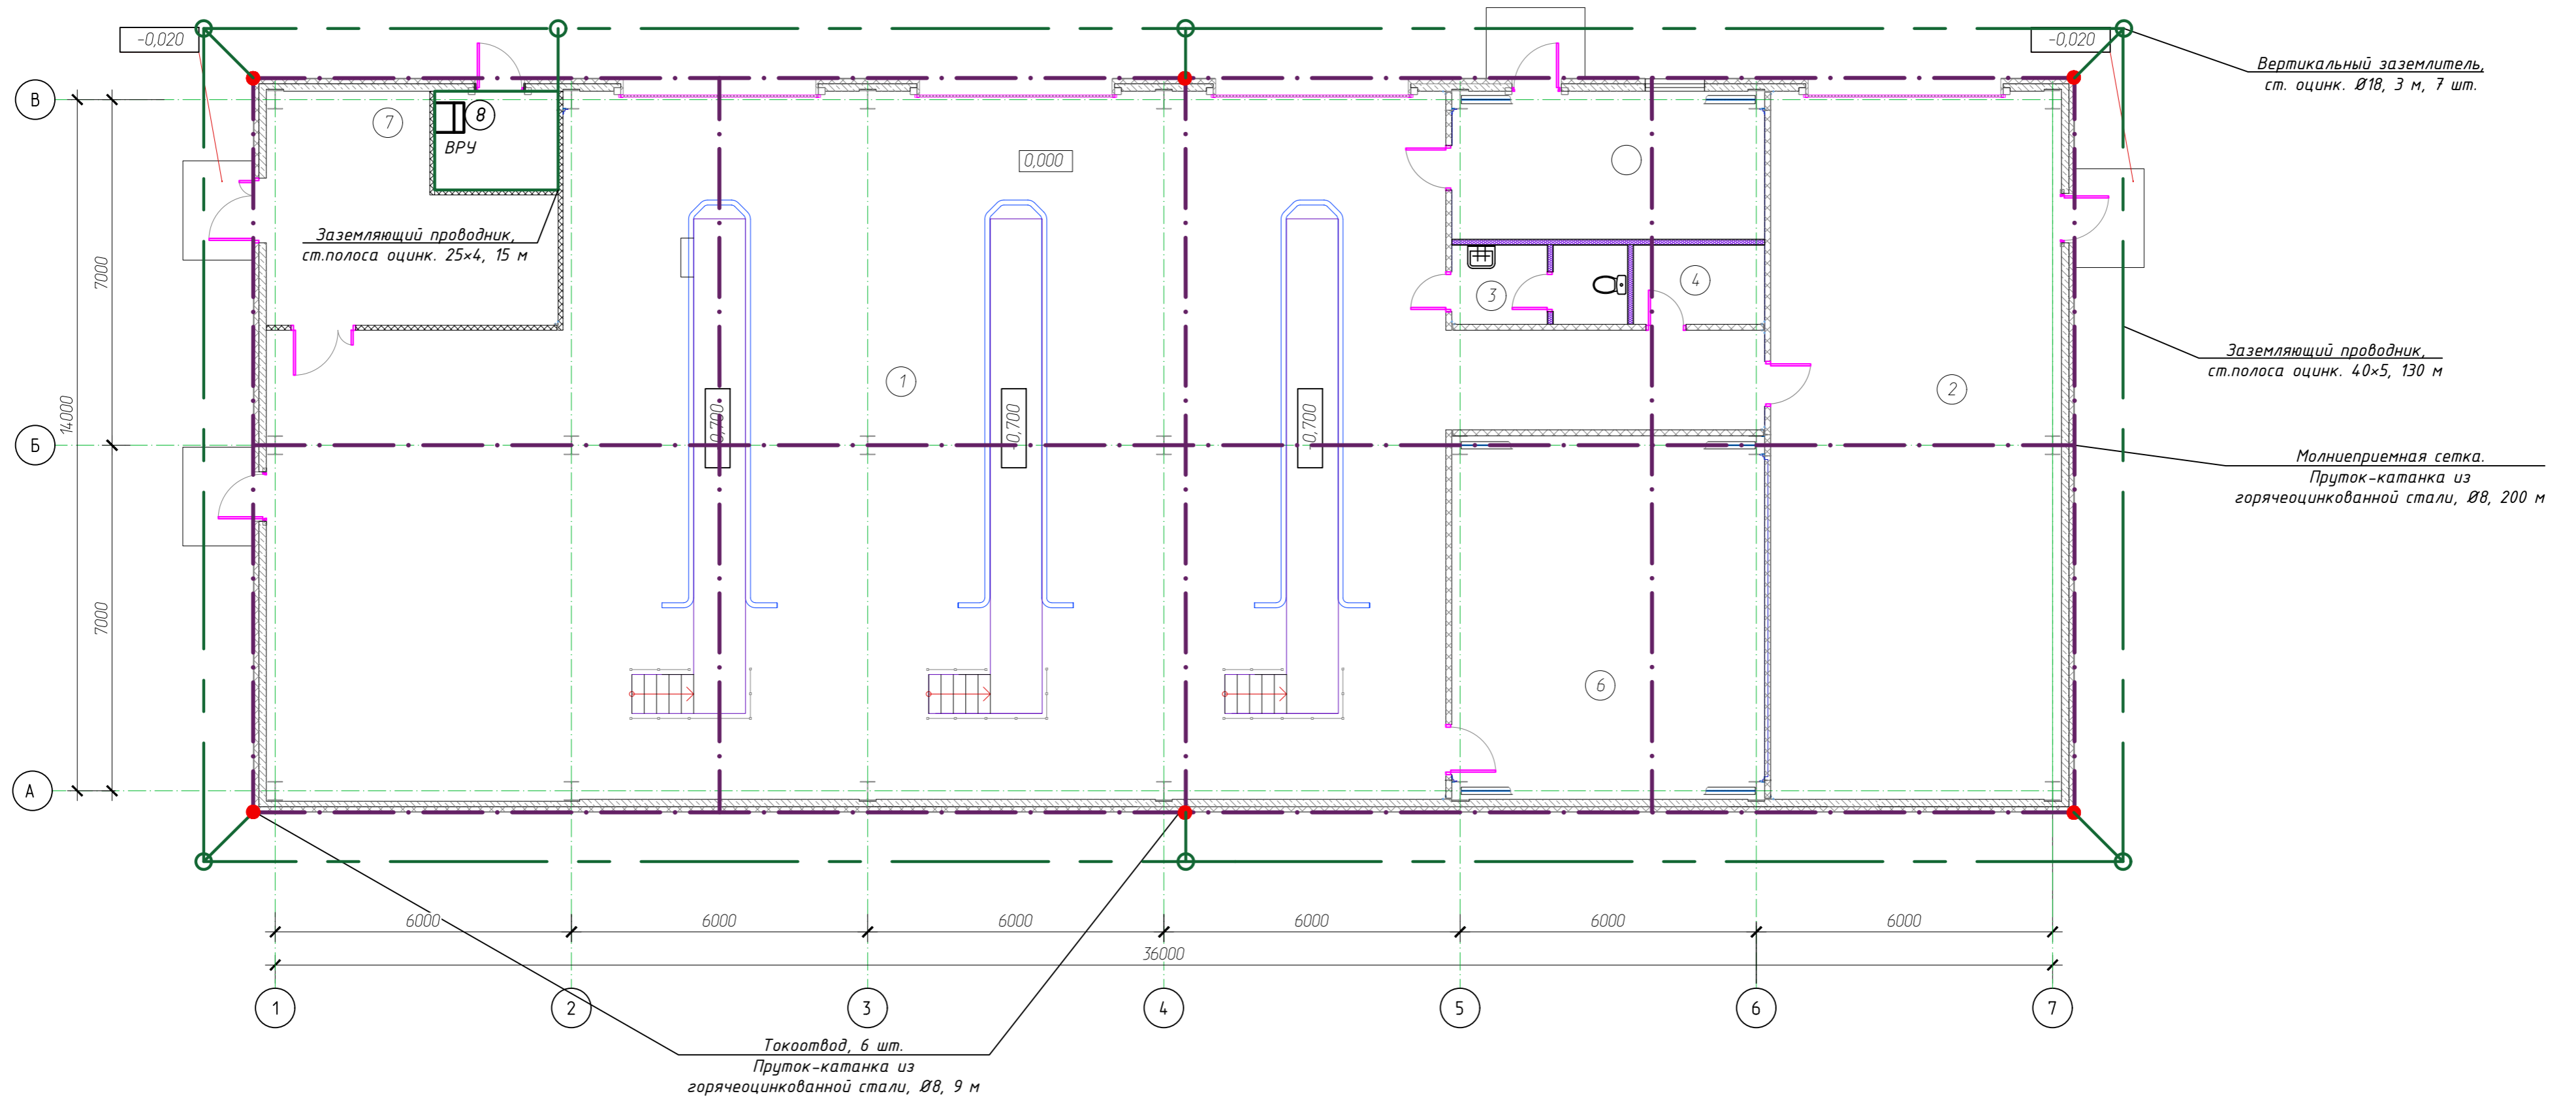 -0,020
-0,020
Вертикальный заземлитель,
ст. оцинк. Ø18, 3 м, 7 шт.
В
7
8
ВРУ
0,000
Заземляющий проводник,
ст.полоса оцинк. 25×4, 15 м
7000
3
4
Заземляющий проводник,
ст.полоса оцинк. 40×5, 130 м
1
2
14000
-0,700
-0,700
-0,700
Б
Молниеприемная сетка.
Пруток-катанка из
горячеоцинкованной стали, Ø8, 200 м
7000
6
А
6000
6000
6000
6000
6000
6000
36000
1
2
3
4
5
6
7
Токоотвод, 6 шт.
Пруток-катанка из
горячеоцинкованной стали, Ø8, 9 м